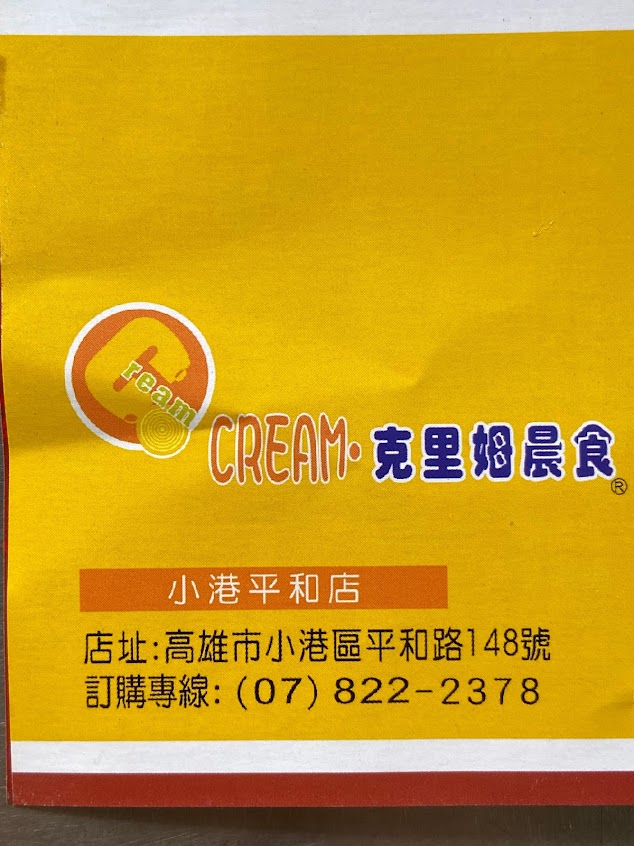 Cream
CREAM·克里姆晨食®
小港平和店
店址:高雄市小港區平和路148號
訂購專線:(07)822-2378